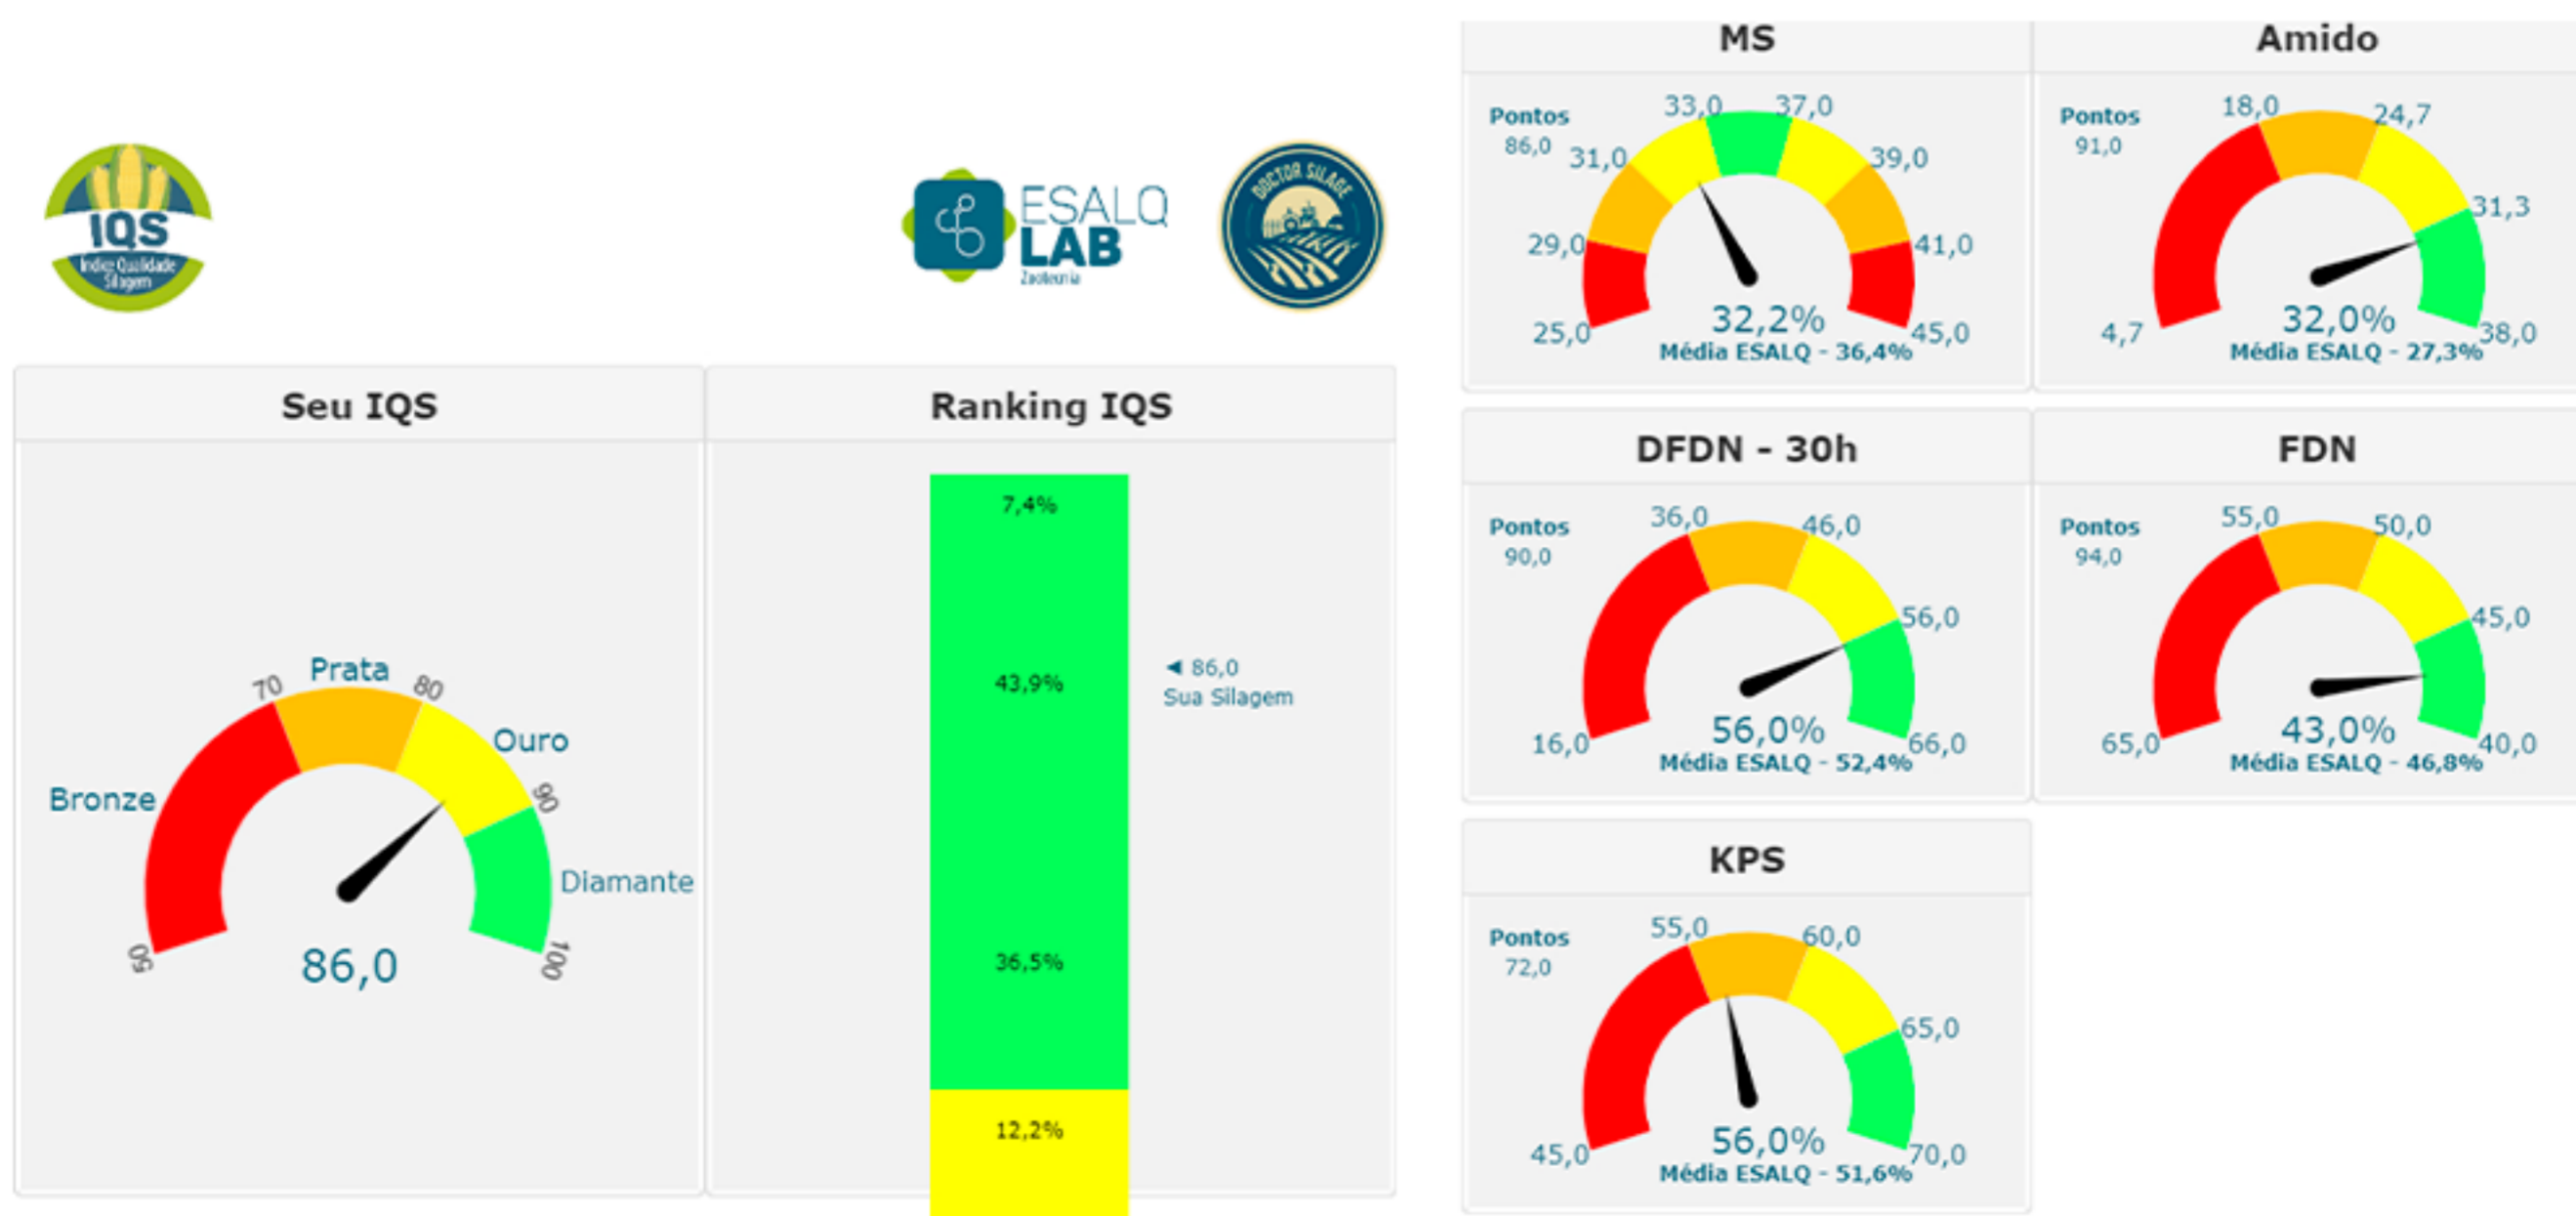 IQS
Índice Qualidade
Silagem
ESALQ
LAB
Zootecnia
DOCTOR SILAGE
Seu IQS
Bronze
Prata
Ouro
Diamante
50
70
80
90
100
86,0
Ranking IQS
7,4%
43,9%
36,5%
12,2%
◄ 86,0
Sua Silagem
MS
Pontos
86,0
25,0
29,0
31,0
33,0
37,0
39,0
41,0
45,0
32,2%
Média ESALQ - 36,4%
Amido
Pontos
91,0
4,7
18,0
24,7
31,3
38,0
32,0%
Média ESALQ - 27,3%
DFDN - 30h
Pontos
90,0
16,0
36,0
46,0
56,0
66,0
56,0%
Média ESALQ - 52,4%
FDN
Pontos
94,0
65,0
55,0
50,0
45,0
40,0
43,0%
Média ESALQ - 46,8%
KPS
Pontos
72,0
45,0
55,0
60,0
65,0
70,0
56,0%
Média ESALQ - 51,6%